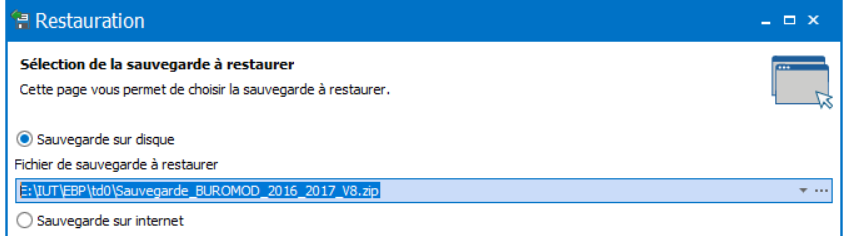 Restauration
Sélection de la sauvegarde à restaurer
Cette page vous permet de choisir la sauvegarde à restaurer.
Sauvegarde sur disque
Fichier de sauvegarde à restaurer
E:\IUT\EBP\td0\Sauvegarde_BUROMOD_2016_2017_V8.zip
Sauvegarde sur internet